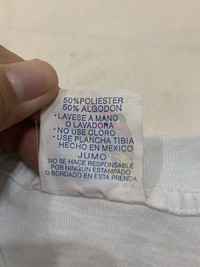 50%POLIESTER
50% ALGODON
• LAVESE A MANO
O LAVADORA
• NO USE CLORO
• USE PLANCHA TIBIA
HECHO EN MEXICO
JUMO
NO SE HACE RESPONSABLE
POR NINGUN ESTAMPADO
O BORDADO EN ESTA PRENDA